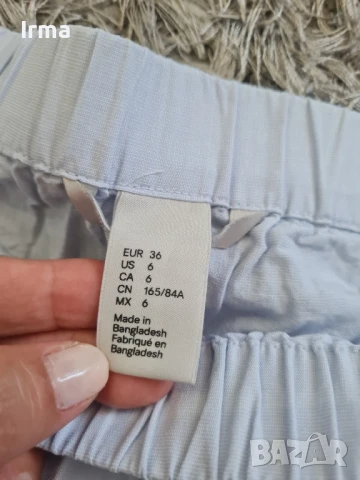 Irma
EUR 36
US 6
CA 6
CN 165/84A
MX 6
Made in
Bangladesh
Fabriqué en
Bangladesh
BAZAR
bg